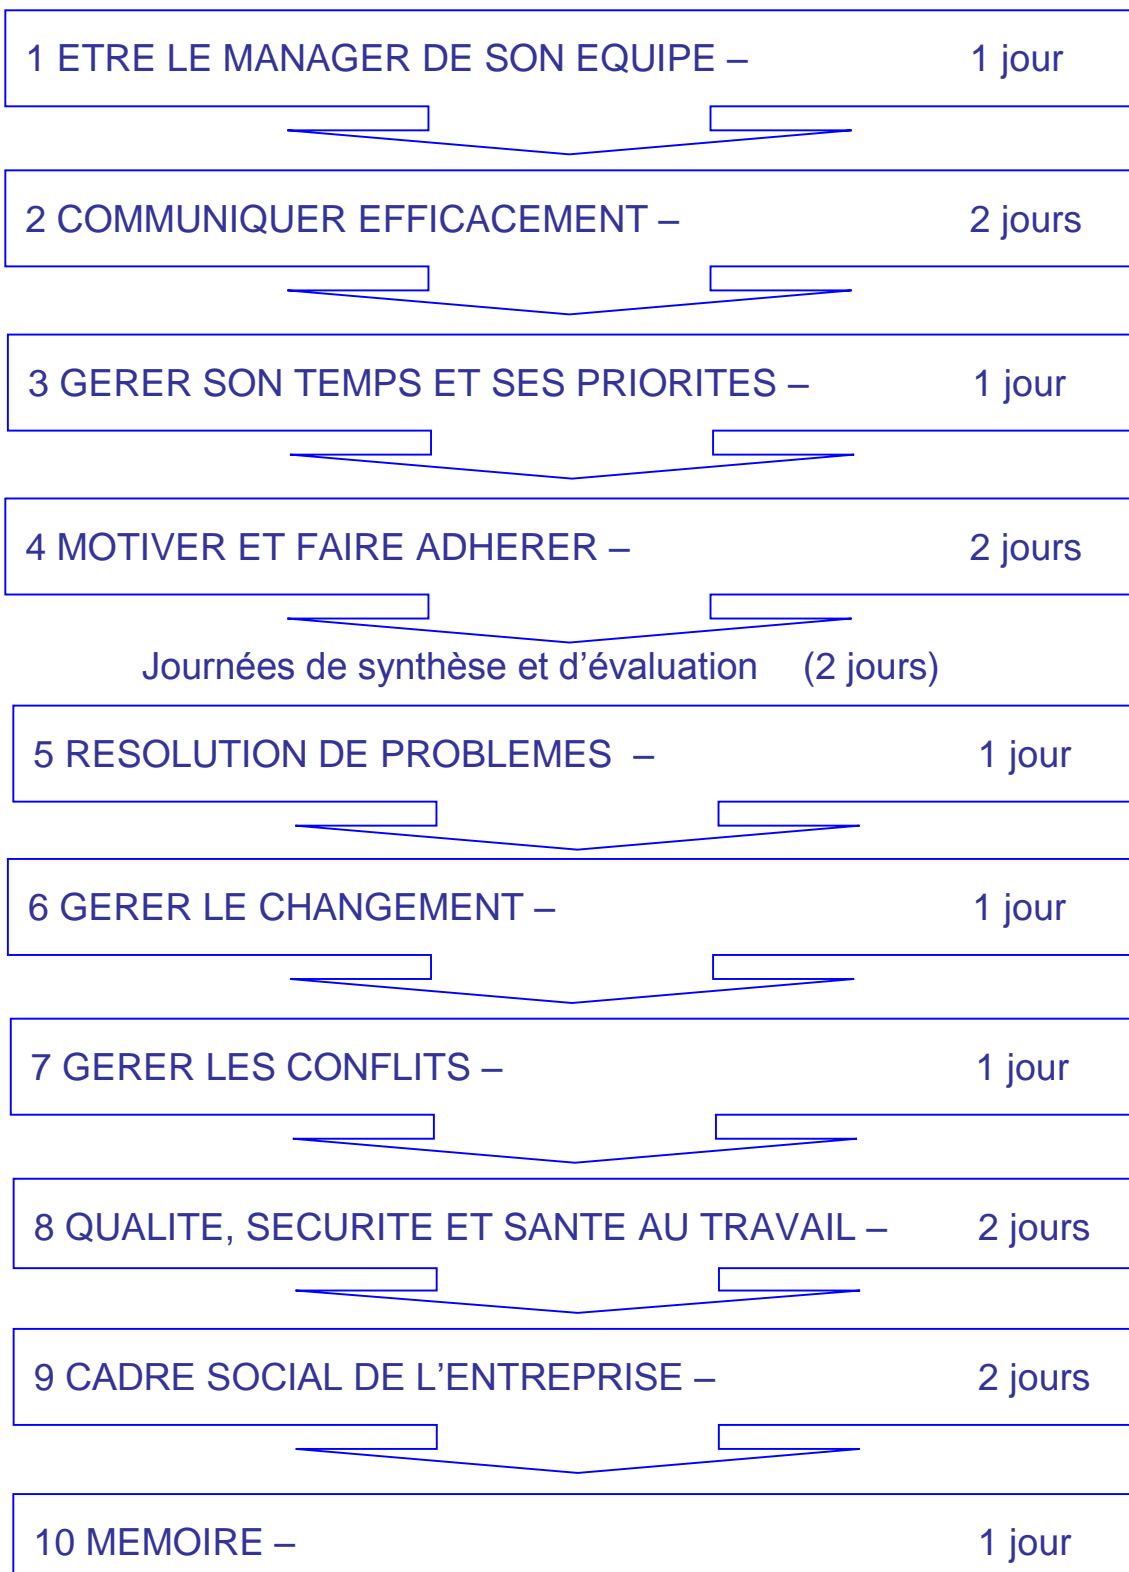 1 ETRE LE MANAGER DE SON EQUIPE – 1 jour
2 COMMUNIQUER EFFICACEMENT – 2 jours
3 GERER SON TEMPS ET SES PRIORITES – 1 jour
4 MOTIVER ET FAIRE ADHERER – 2 jours
Journées de synthèse et d’évaluation (2 jours)
5 RESOLUTION DE PROBLEMES – 1 jour
6 GERER LE CHANGEMENT – 1 jour
7 GERER LES CONFLITS – 1 jour
8 QUALITE, SECURITE ET SANTE AU TRAVAIL – 2 jours
9 CADRE SOCIAL DE L’ENTREPRISE – 2 jours
10 MEMOIRE – 1 jour